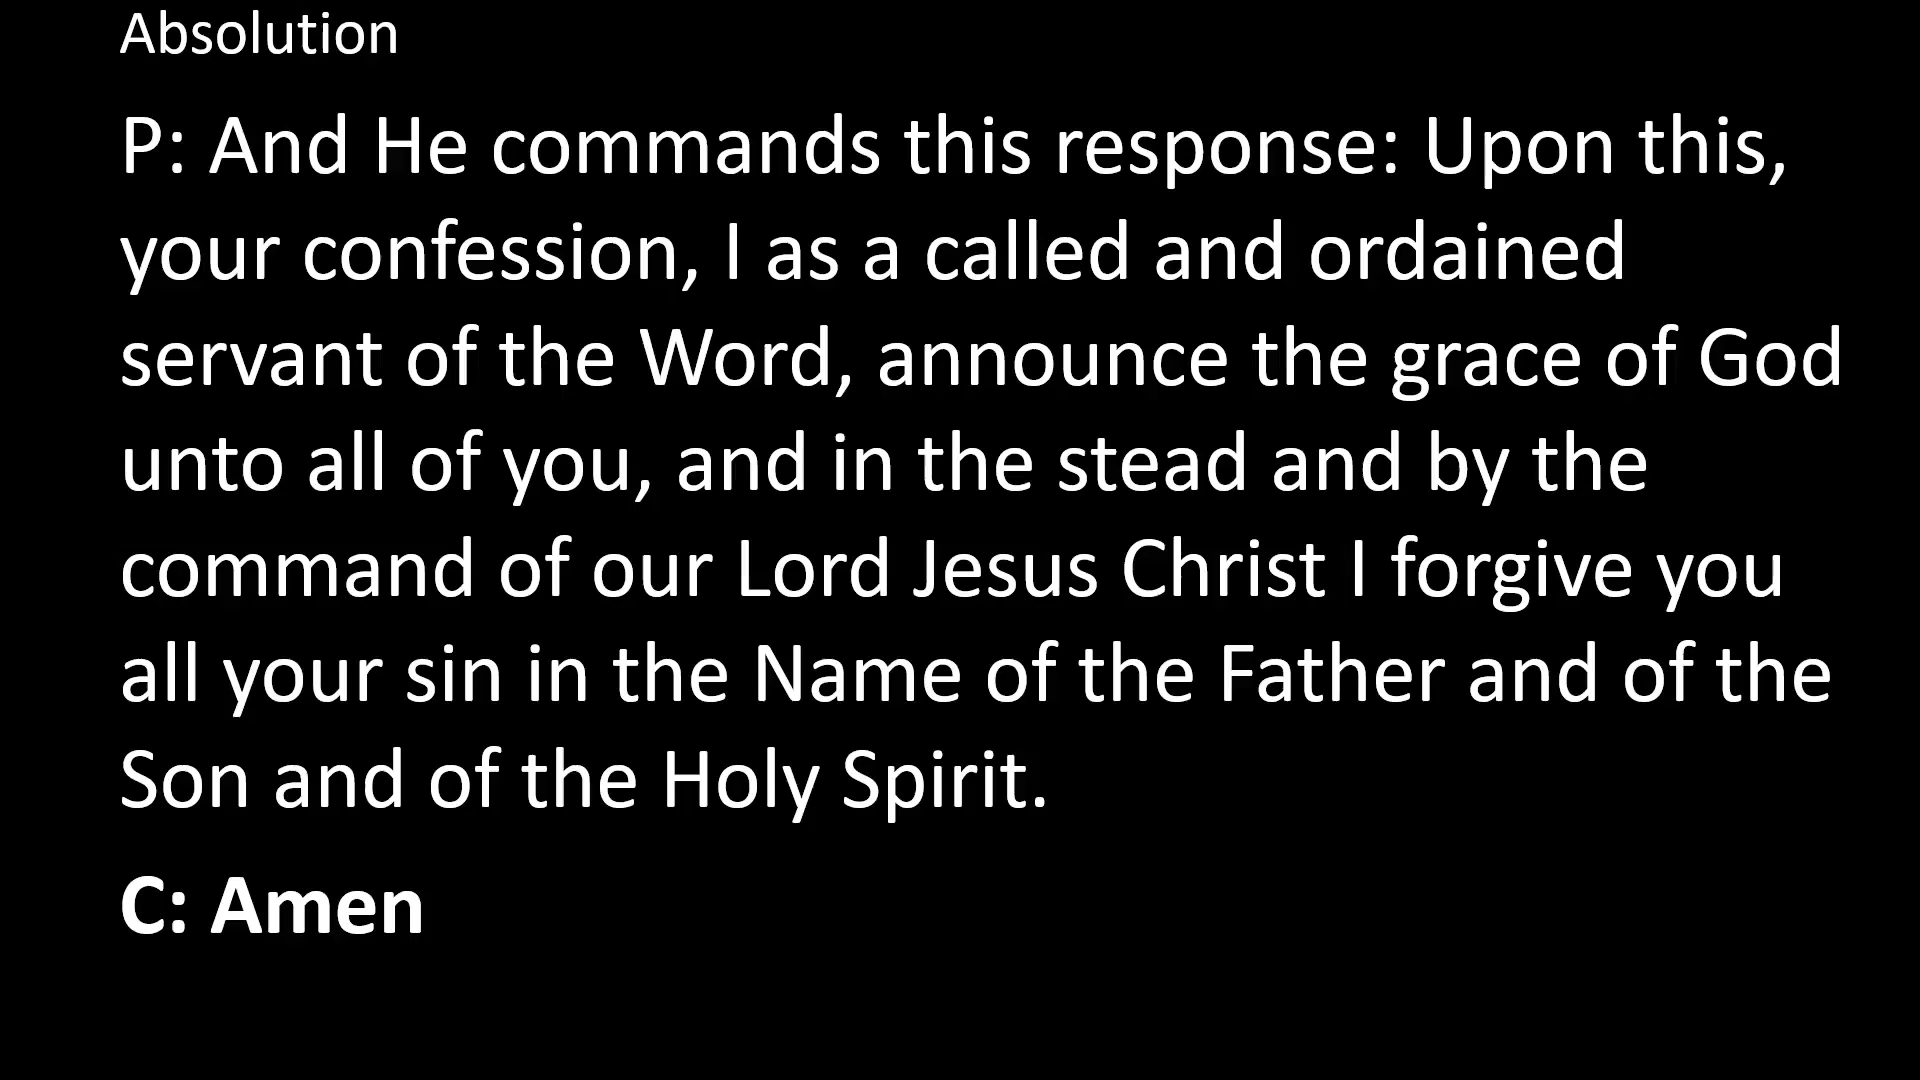 Absolution
P: And He commands this response: Upon this,
your confession, I as a called and ordained
servant of the Word, announce the grace of God
unto all of you, and in the stead and by the
command of our Lord Jesus Christ I forgive you
all your sin in the Name of the Father and of the
Son and of the Holy Spirit.
C: Amen